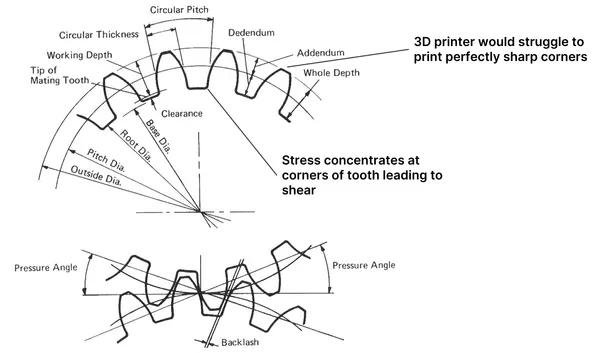 Circular Pitch
Circular Thickness
Dedendum
Working Depth
Addendum
Tip of
Mating Tooth
Whole Depth
3D printer would struggle to
print perfectly sharp corners
Clearance
Base Dia.
Root Dia.
Pitch Dia.
Outside Dia.
Stress concentrates at
corners of tooth leading to
shear
Pressure Angle
Pressure Angle
Backlash